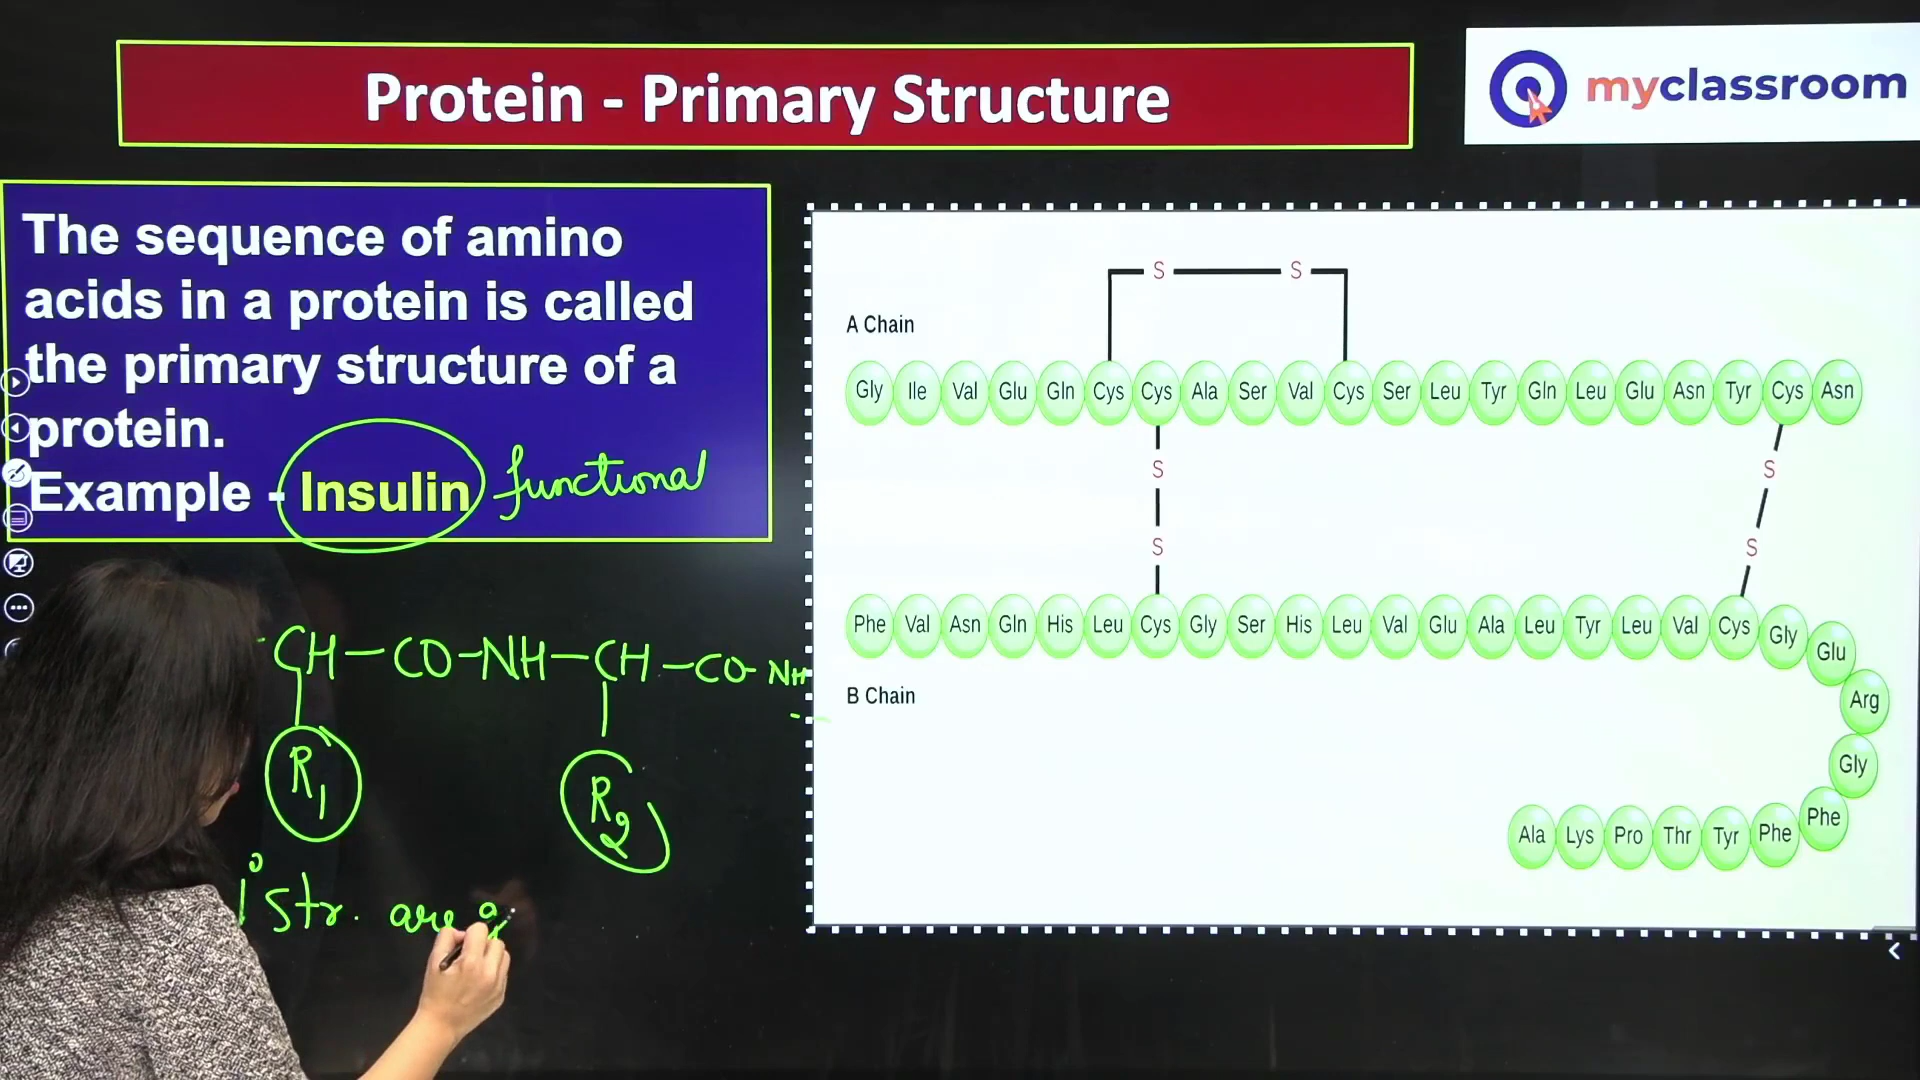 Protein - Primary Structure
myclassroom
The sequence of amino
acids in a protein is called
the primary structure of a
protein.
Example - Insulin functional
CH — CO — NH — CH — CO — NH
R1 R2
1° str. are
S S
A Chain
Gly Ile Val Glu Gln Cys Cys Ala Ser Val Cys Ser Leu Tyr Gln Leu Glu Asn Tyr Cys Asn
S S
S S
Phe Val Asn Gln His Leu Cys Gly Ser His Leu Val Glu Ala Leu Tyr Leu Val Cys Gly Glu
B Chain
Arg
Gly
Ala Lys Pro Thr Tyr Phe Phe